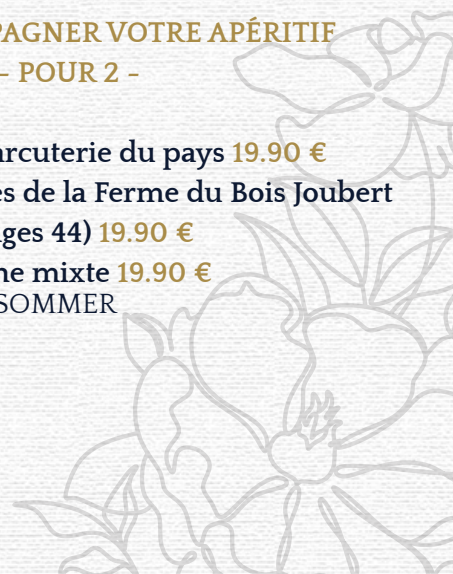 PAGNER VOTRE APÉRITIF
- POUR 2 -
arcuterie du pays 19.90 €
es de la Ferme du Bois Joubert
ges 44) 19.90 €
ne mixte 19.90 €
SOMMER